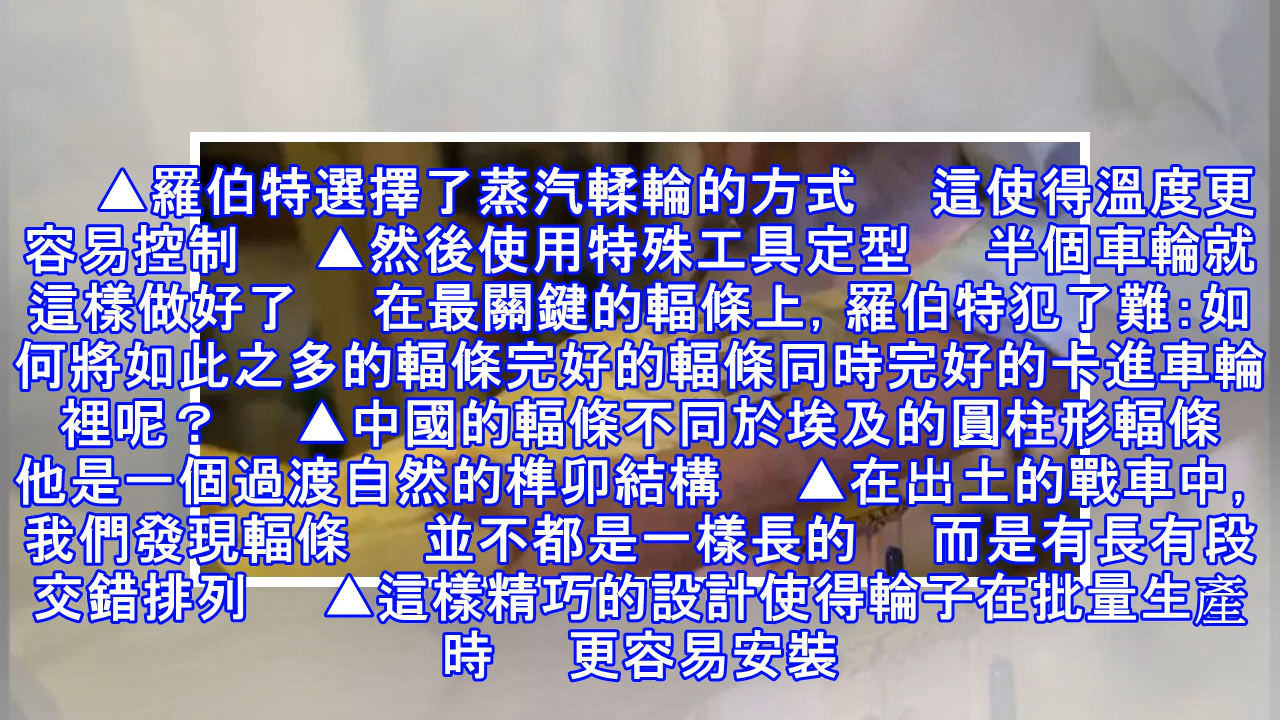 ▲羅伯特選擇了蒸汽輮輪的方式 這使得溫度更
容易控制 ▲然後使用特殊工具定型 半個車輪就
這樣做好了 在最關鍵的輻條上,羅伯特犯了難:如
何將如此之多的輻條完好的輻條同時完好的卡進車輪
裡呢？ ▲中國的輻條不同於埃及的圓柱形輻條
他是一個過渡自然的榫卯結構 ▲在出土的戰車中,
我們發現輻條 並不都是一樣長的 而是有長有段
交錯排列 ▲這樣精巧的設計使得輪子在批量生產
時 更容易安裝